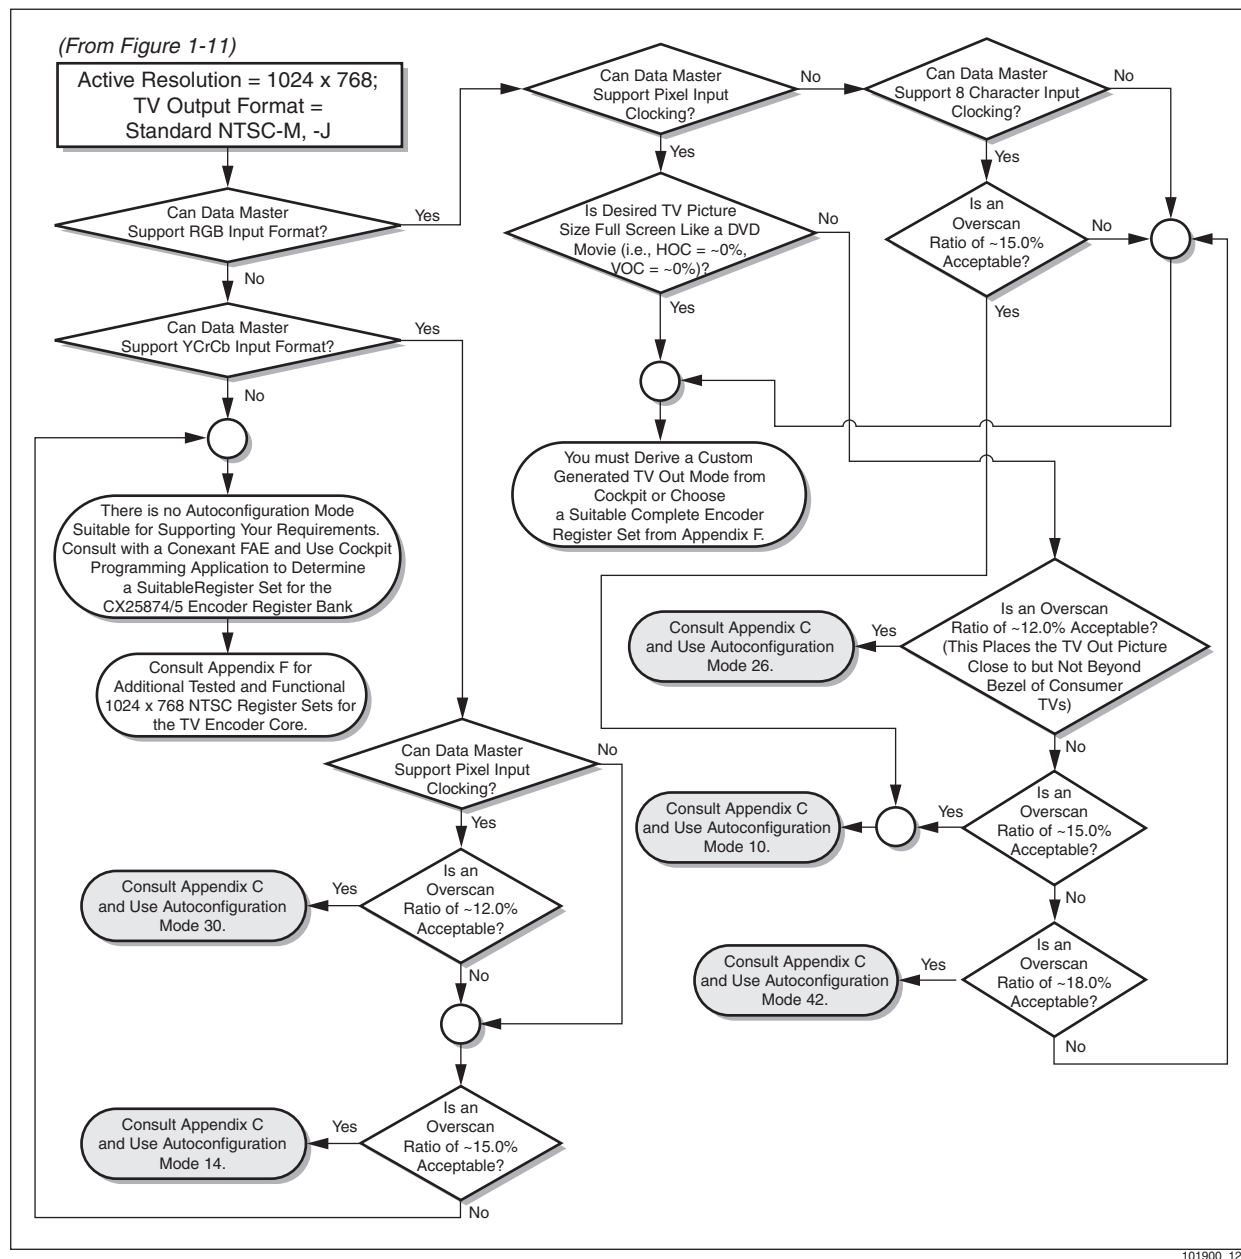 (From Figure 1-11)
Active Resolution = 1024 x 768;
TV Output Format =
Standard NTSC-M, -J
Can Data Master
Support RGB Input Format?
Yes
No
Can Data Master
Support YCrCb Input Format?
Yes
No
There is no Autoconfiguration Mode
Suitable for Supporting Your Requirements.
Consult with a Conexant FAE and Use Cockpit
Programming Application to Determine
a SuitableRegister Set for the
CX25874/5 Encoder Register Bank
Consult Appendix F for
Additional Tested and Functional
1024 x 768 NTSC Register Sets for
the TV Encoder Core.
Can Data Master
Support Pixel Input
Clocking?
No
Yes
Can Data Master
Support 8 Character Input
Clocking?
No
Yes
Is Desired TV Picture
Size Full Screen Like a DVD
Movie (i.e., HOC = ~0%,
VOC = ~0%)?
No
Yes
Is an
Overscan
Ratio of ~15.0%
Acceptable?
No
Yes
You must Derive a Custom
Generated TV Out Mode from
Cockpit or Choose
a Suitable Complete Encoder
Register Set from Appendix F.
Is an Overscan
Ratio of ~12.0% Acceptable?
(This Places the TV Out Picture
Close to but Not Beyond
Bezel of Consumer
TVs)
Yes
No
Consult Appendix C
and Use Autoconfiguration
Mode 26.
Is an
Overscan
Ratio of ~15.0%
Acceptable?
Yes
No
Consult Appendix C
and Use Autoconfiguration
Mode 10.
Is an
Overscan
Ratio of ~18.0%
Acceptable?
Yes
No
Consult Appendix C
and Use Autoconfiguration
Mode 42.
Can Data Master
Support Pixel Input
Clocking?
No
Yes
Is an
Overscan
Ratio of ~12.0%
Acceptable?
Yes
No
Consult Appendix C
and Use Autoconfiguration
Mode 30.
Is an
Overscan
Ratio of ~15.0%
Acceptable?
Yes
No
Consult Appendix C
and Use Autoconfiguration
Mode 14.
101900_12